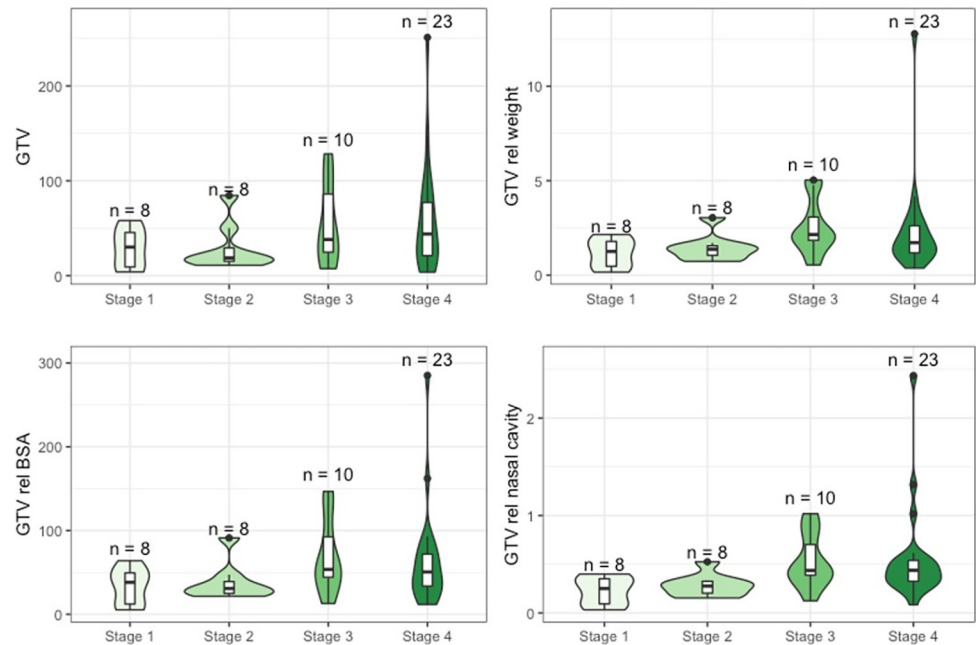 GTV
200
100
0
n = 8
n = 8
n = 10
n = 23
Stage 1
Stage 2
Stage 3
Stage 4
GTV rel weight
10
5
0
n = 8
n = 8
n = 10
n = 23
Stage 1
Stage 2
Stage 3
Stage 4
GTV rel BSA
300
200
100
0
n = 8
n = 8
n = 10
n = 23
Stage 1
Stage 2
Stage 3
Stage 4
GTV rel nasal cavity
2
1
0
n = 8
n = 8
n = 10
n = 23
Stage 1
Stage 2
Stage 3
Stage 4